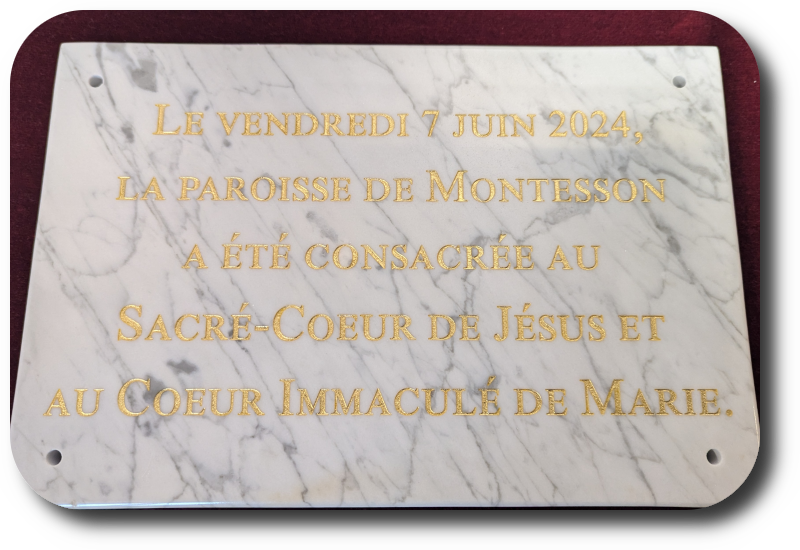 Le vendredi 7 juin 2024,
la paroisse de Montesson
a été consacrée au
Sacré-Coeur de Jésus et
au Coeur Immaculé de Marie.